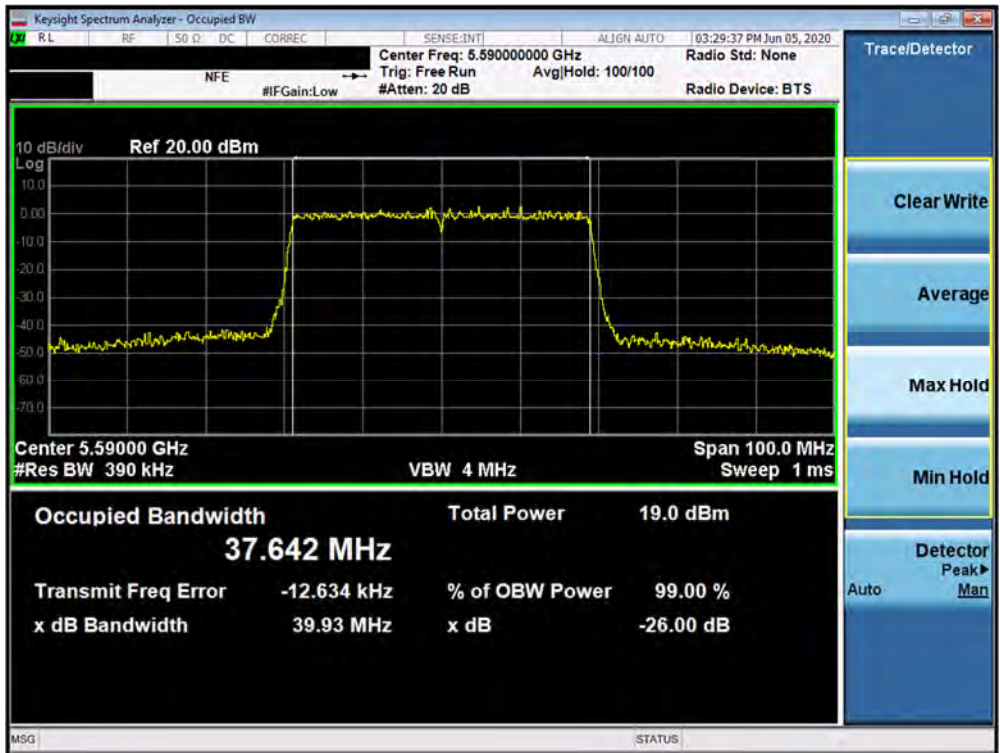 Keysight Spectrum Analyzer - Occupied BW
LXI RL RF 50 Ω DC CORREC SENSE:INT ALIGN AUTO 03:29:37 PM Jun 05, 2020
Center Freq: 5.590000000 GHz Radio Std: None
NFE Trig: Free Run Avg|Hold: 100/100
#IFGain:Low #Atten: 20 dB Radio Device: BTS
10 dB/div Ref 20.00 dBm
Log
10.0
0.00
-10.0
-20.0
-30.0
-40.0
-50.0
-60.0
-70.0
Center 5.59000 GHz Span 100.0 MHz
#Res BW 390 kHz VBW 4 MHz Sweep 1 ms
Occupied Bandwidth Total Power 19.0 dBm
37.642 MHz
Transmit Freq Error -12.634 kHz % of OBW Power 99.00 %
x dB Bandwidth 39.93 MHz x dB -26.00 dB
Trace/Detector
Clear Write
Average
Max Hold
Min Hold
Detector
Peak▶
Auto Man
MSG STATUS